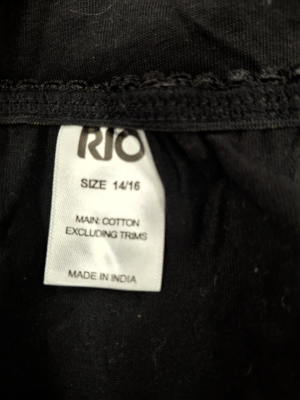 RIO
SIZE 14/16
MAIN: COTTON
EXCLUDING TRIMS
MADE IN INDIA